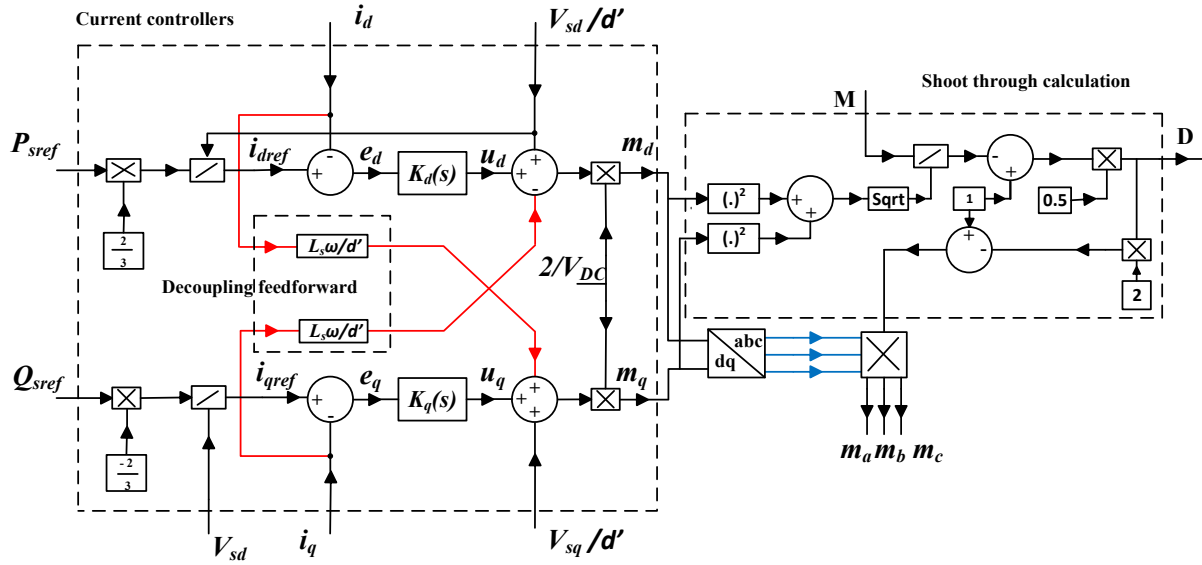 Current controllers
i_d
V_sd/d'
Shoot through calculation
M
D
P_sref
i_dref
-
+
e_d
K_d(s)
u_d
+
+
-
m_d
-
+
0.5
1
2
3
(.)²
+
+
Sqrt
L_sω/d'
(.)²
+
-
2/V_DC
2
Decoupling feedforward
L_sω/d'
abc
dq
Q_sref
i_qref
+
-
e_q
K_q(s)
u_q
+
+
+
m_q
-2
3
m_a m_b m_c
V_sd
i_q
V_sq/d'